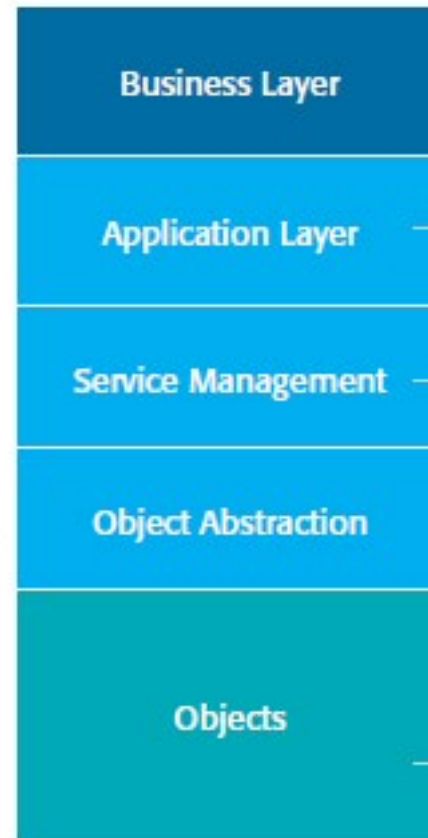 Business Layer
Application Layer
Service Management
Object Abstraction
Objects